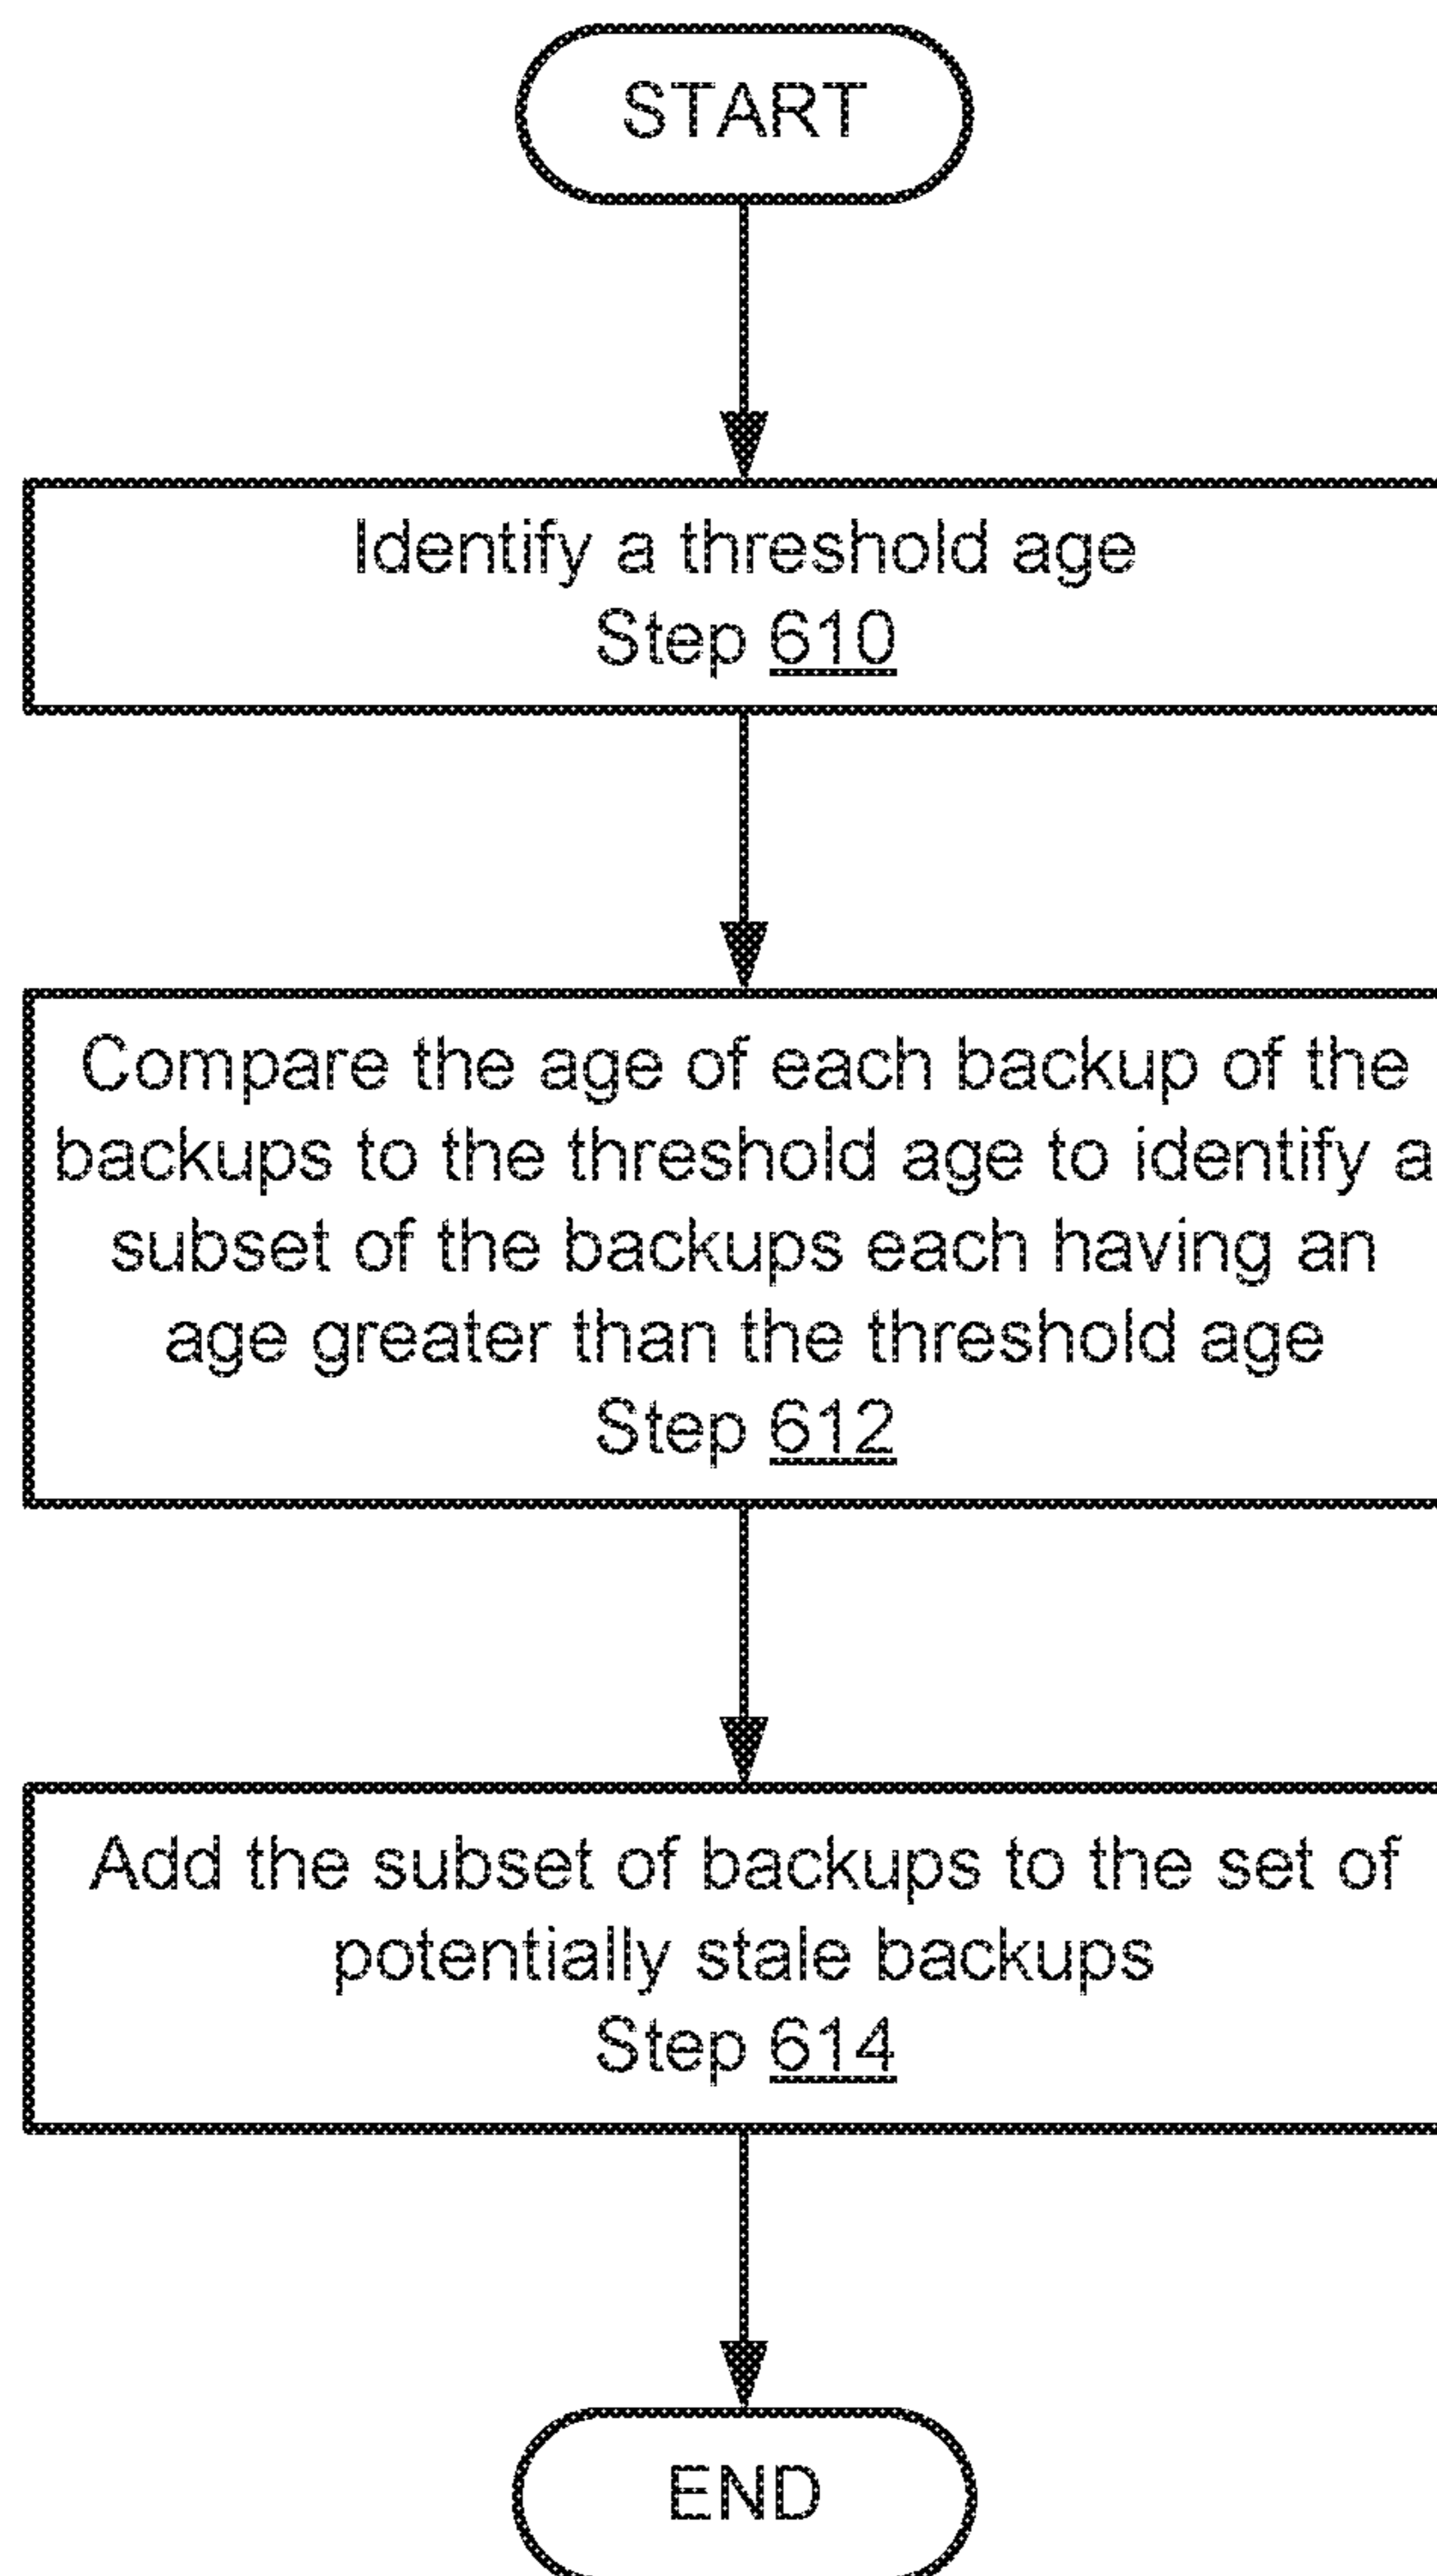 START
Identify a threshold age
Step 610
Compare the age of each backup of the
backups to the threshold age to identify a
subset of the backups each having an
age greater than the threshold age
Step 612
Add the subset of backups to the set of
potentially stale backups
Step 614
END